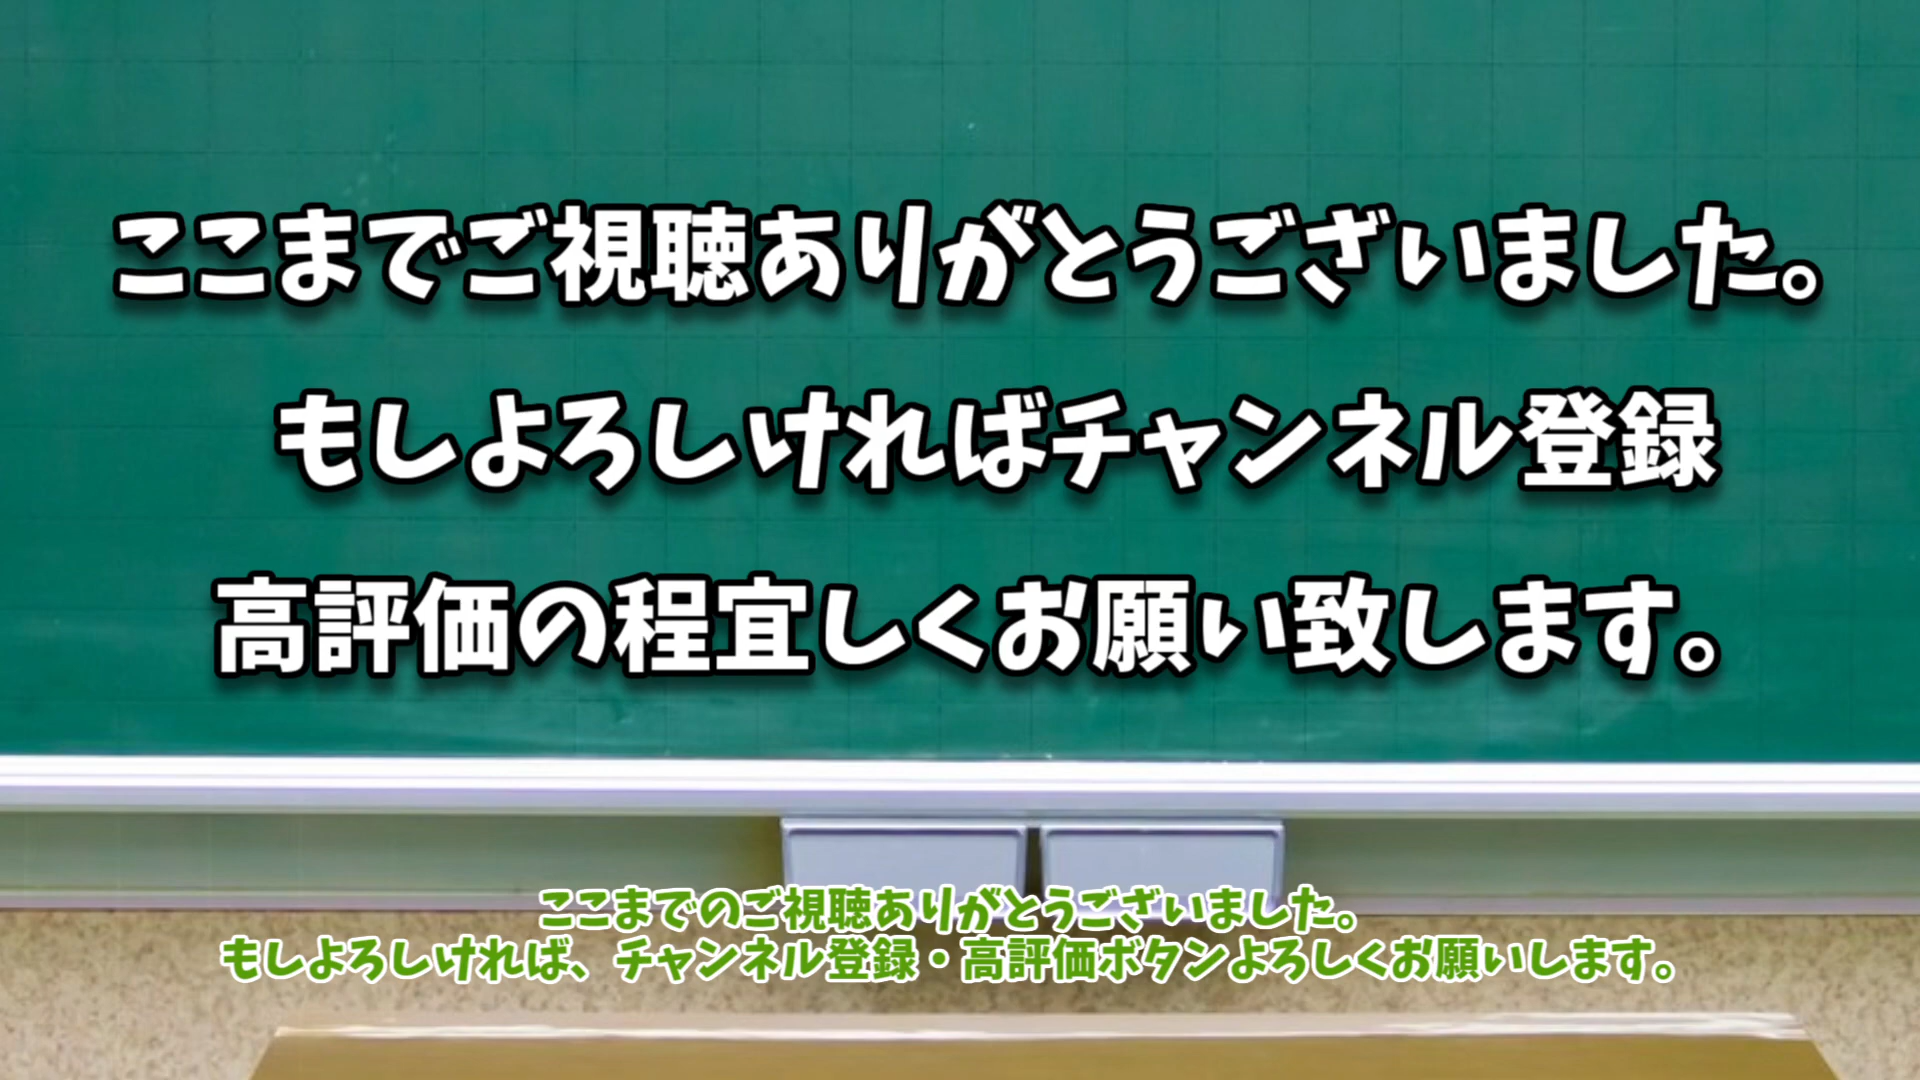 ここまでご視聴ありがとうございました。
もしよろしければチャンネル登録
高評価の程宜しくお願い致します。
ここまでのご視聴ありがとうございました。
もしよろしければ、チャンネル登録・高評価ボタンよろしくお願いします。